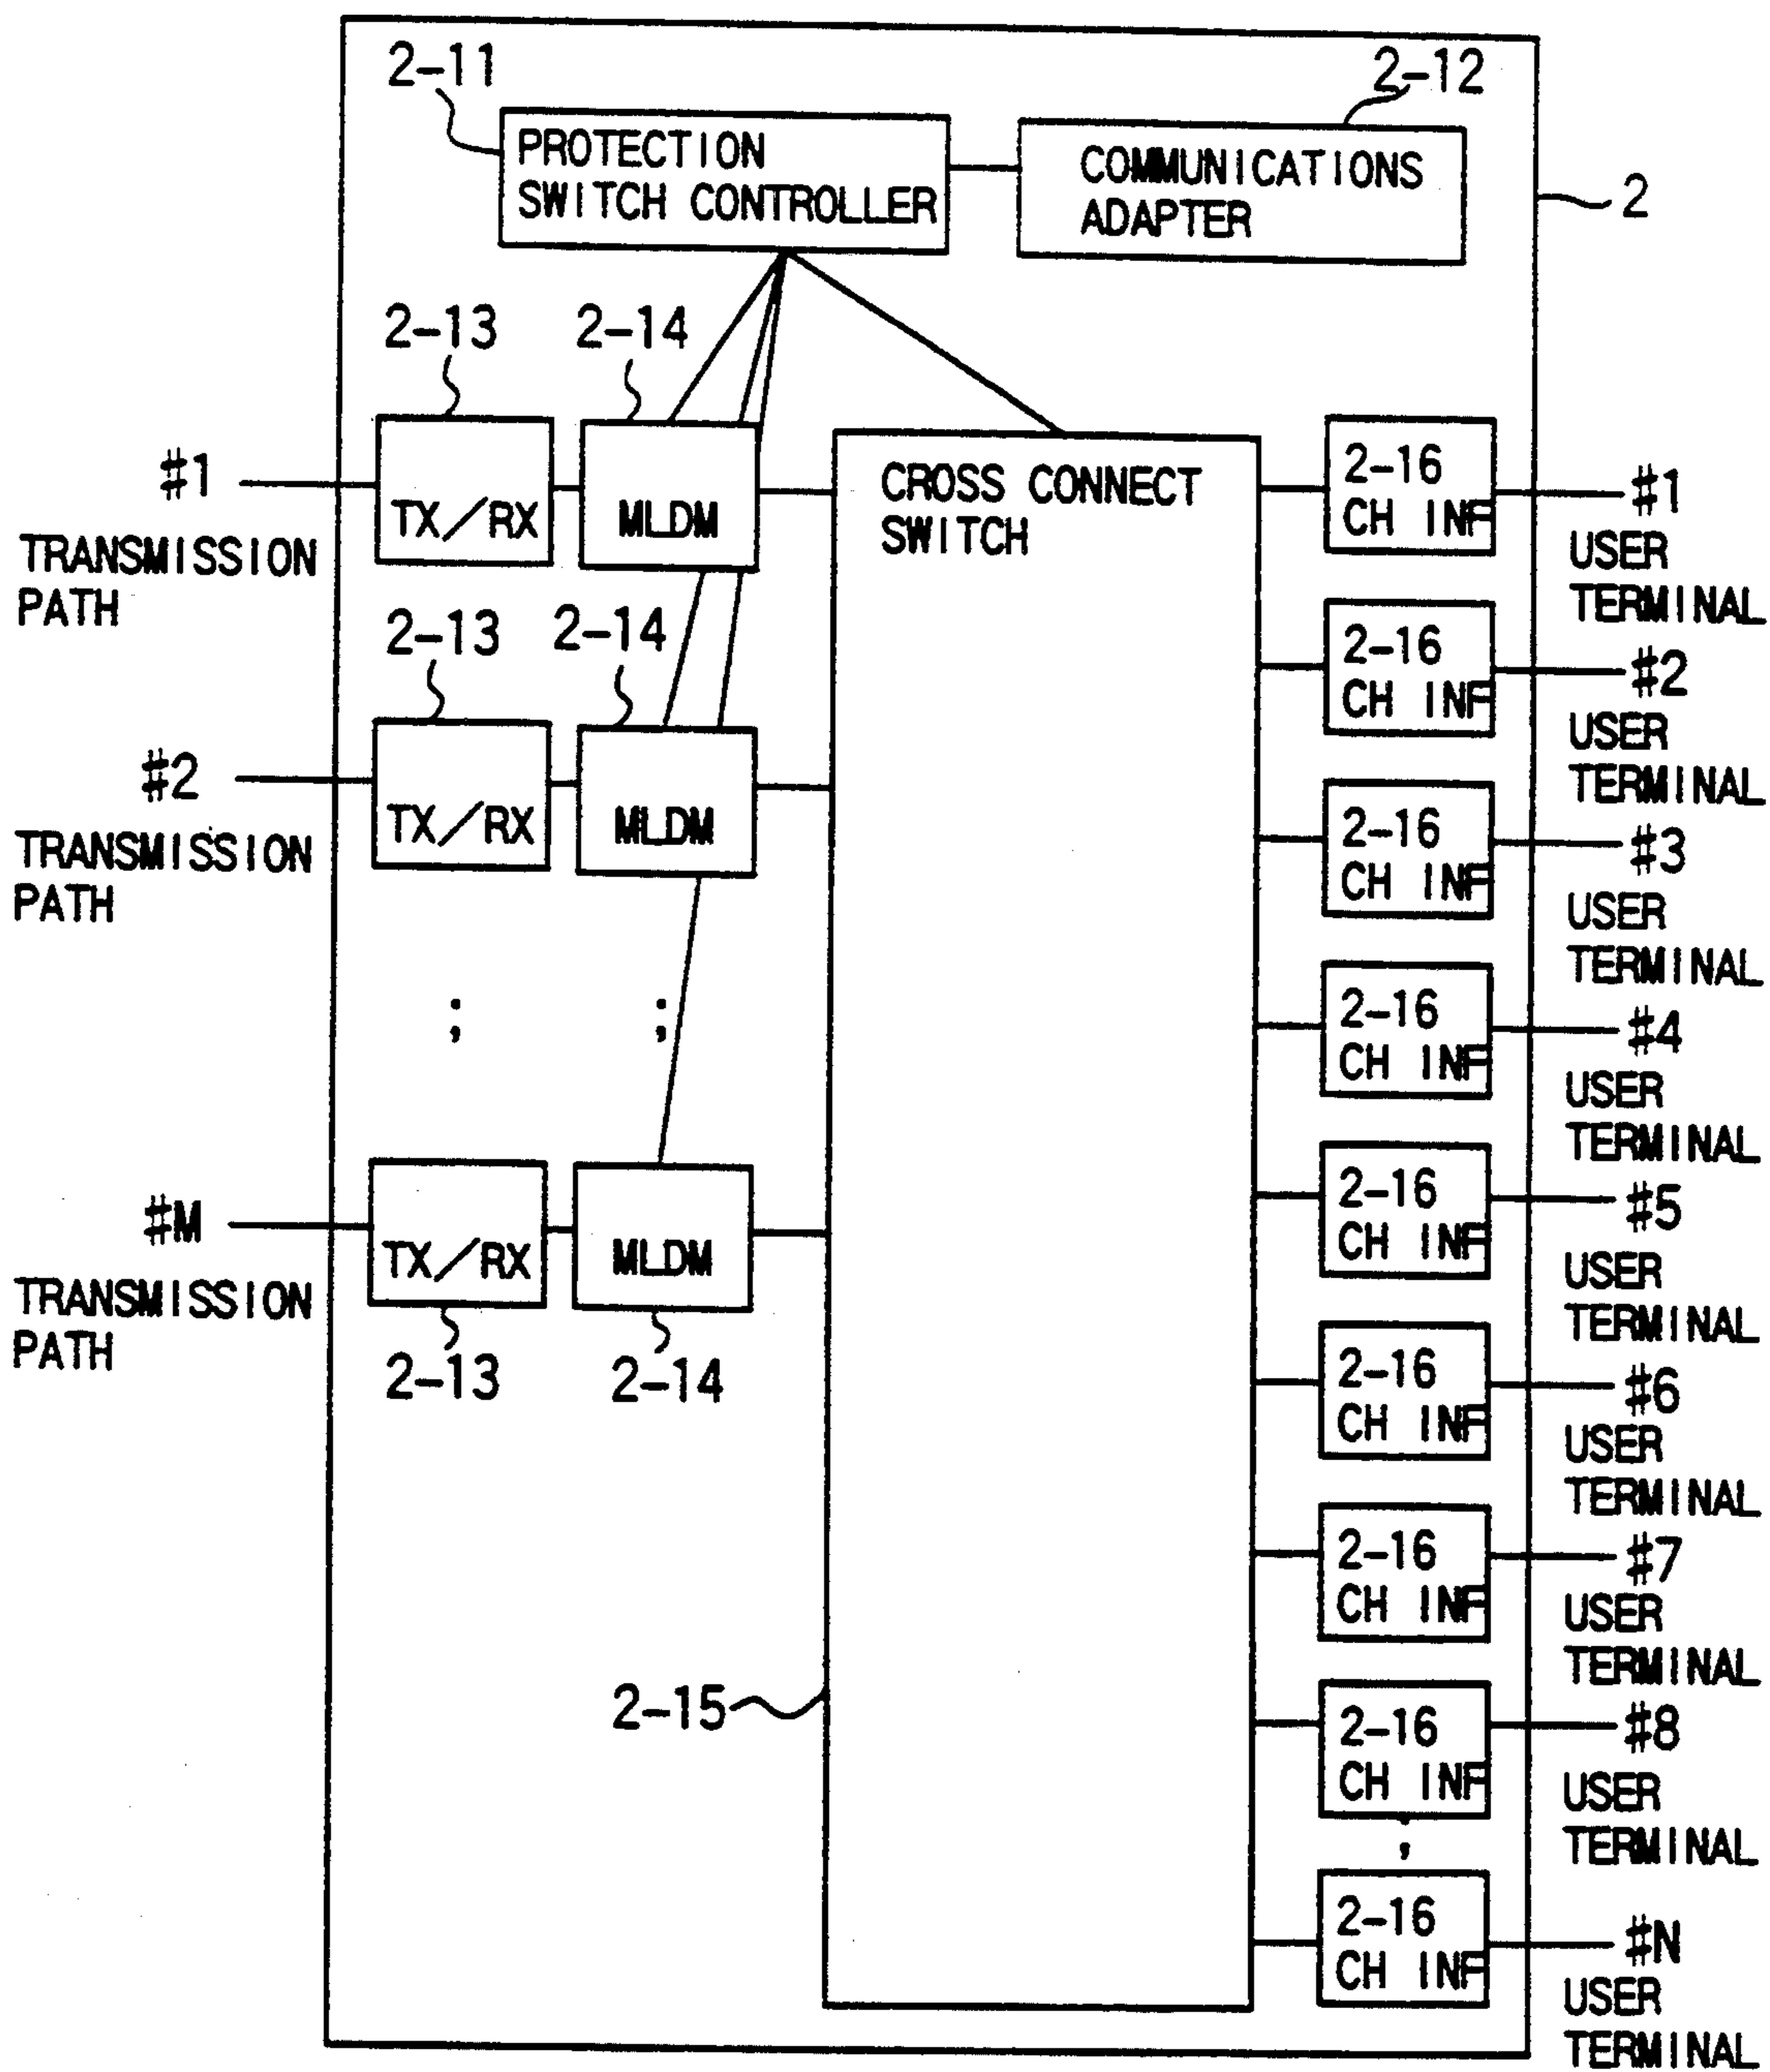 2-11
2-12
PROTECTION
SWITCH CONTROLLER
COMMUNICATIONS
ADAPTER
2
2-13
2-14
#1
TRANSMISSION
PATH
TX/RX
MLDM
CROSS CONNECT
SWITCH
2-16
CH INF
#1
USER
TERMINAL
2-13
2-14
2-16
CH INF
#2
USER
TERMINAL
#2
TRANSMISSION
PATH
TX/RX
MLDM
2-16
CH INF
#3
USER
TERMINAL
;
;
2-16
CH INF
#4
USER
TERMINAL
#M
TRANSMISSION
PATH
TX/RX
MLDM
2-13
2-14
2-16
CH INF
#5
USER
TERMINAL
2-16
CH INF
#6
USER
TERMINAL
2-16
CH INF
#7
USER
TERMINAL
2-15
2-16
CH INF
#8
USER
TERMINAL
;
2-16
CH INF
#N
USER
TERMINAL